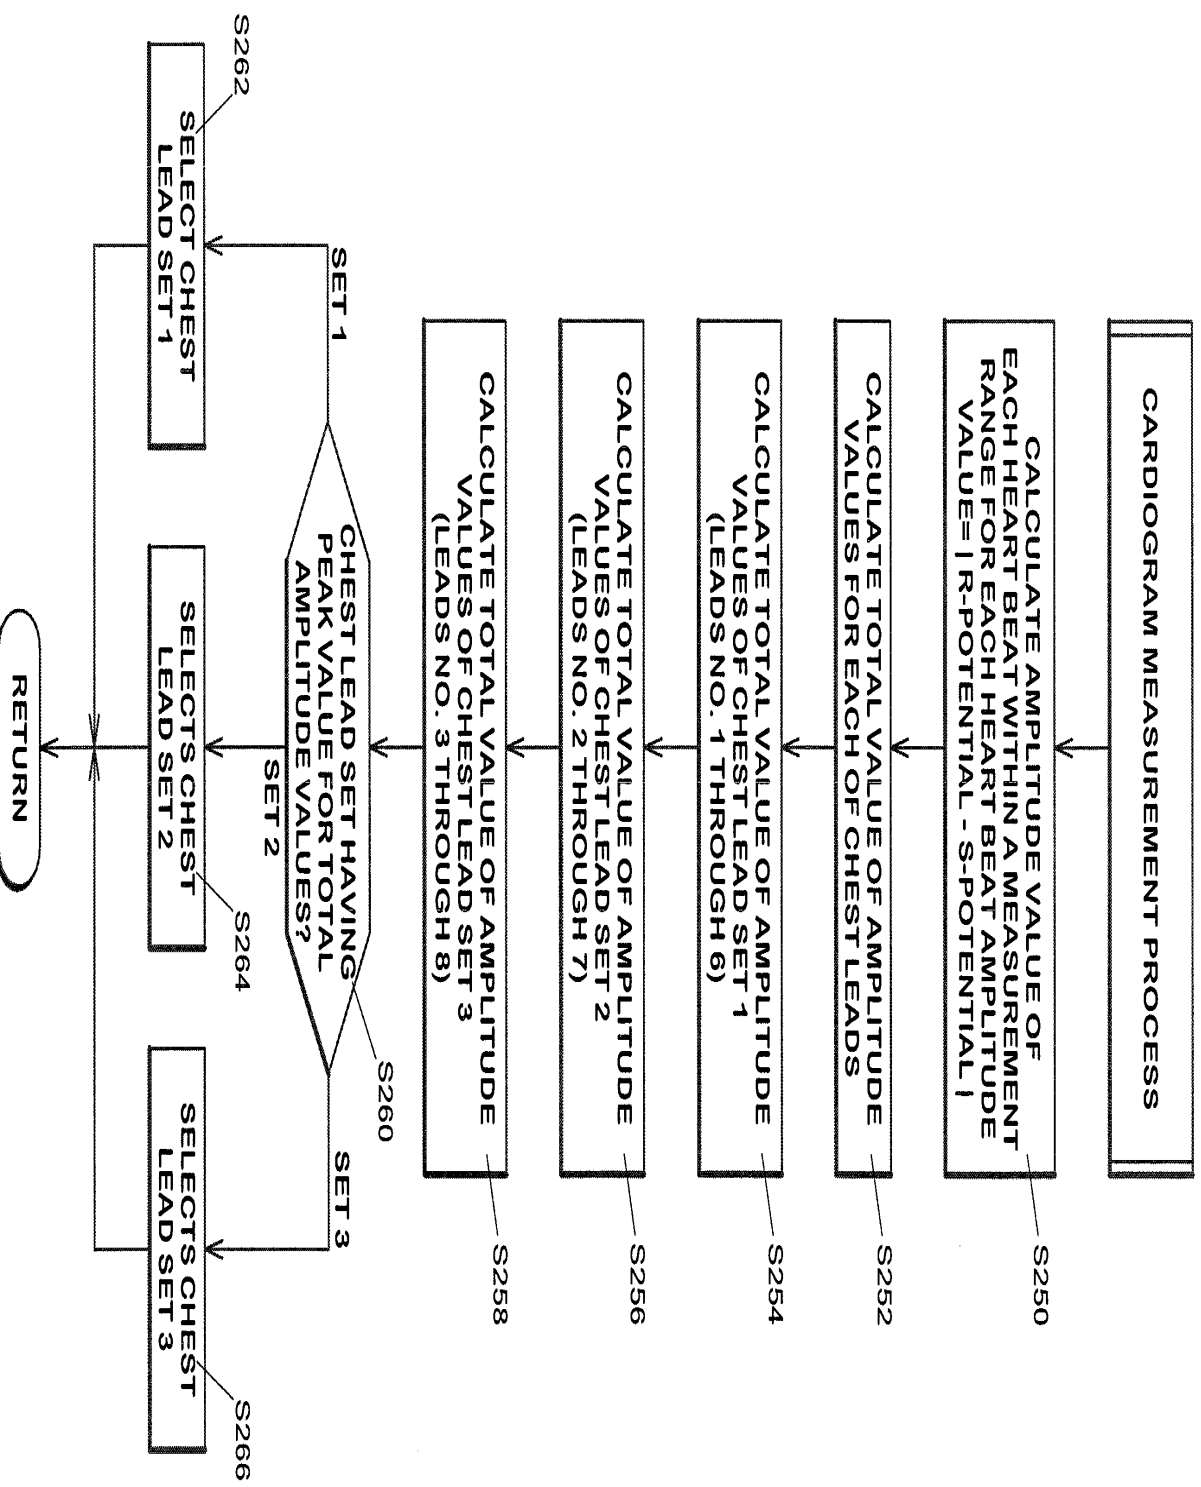 CARDIOGRAM MEASUREMENT PROCESS
CALCULATE AMPLITUDE VALUE OF
EACH HEART BEAT WITHIN A MEASUREMENT
RANGE FOR EACH HEART BEAT AMPLITUDE
VALUE= | R-POTENTIAL - S-POTENTIAL |
S250
CALCULATE TOTAL VALUE OF AMPLITUDE
VALUES FOR EACH OF CHEST LEADS
S252
CALCULATE TOTAL VALUE OF AMPLITUDE
VALUES OF CHEST LEAD SET 1
(LEADS NO. 1 THROUGH 6)
S254
CALCULATE TOTAL VALUE OF AMPLITUDE
VALUES OF CHEST LEAD SET 2
(LEADS NO. 2 THROUGH 7)
S256
CALCULATE TOTAL VALUE OF AMPLITUDE
VALUES OF CHEST LEAD SET 3
(LEADS NO. 3 THROUGH 8)
S258
CHEST LEAD SET HAVING
PEAK VALUE FOR TOTAL
AMPLITUDE VALUES?
S260
SET 1
SET 2
SET 3
S262
SELECT CHEST
LEAD SET 1
SELECTS CHEST
LEAD SET 2
S264
SELECTS CHEST
LEAD SET 3
S266
RETURN